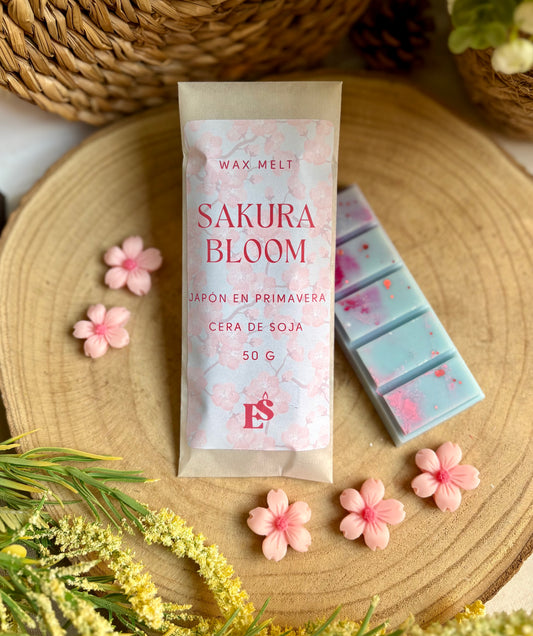 WAX MELT
SAKURA
BLOOM
JAPÓN EN PRIMAVERA
CERA DE SOJA
50 G
ES